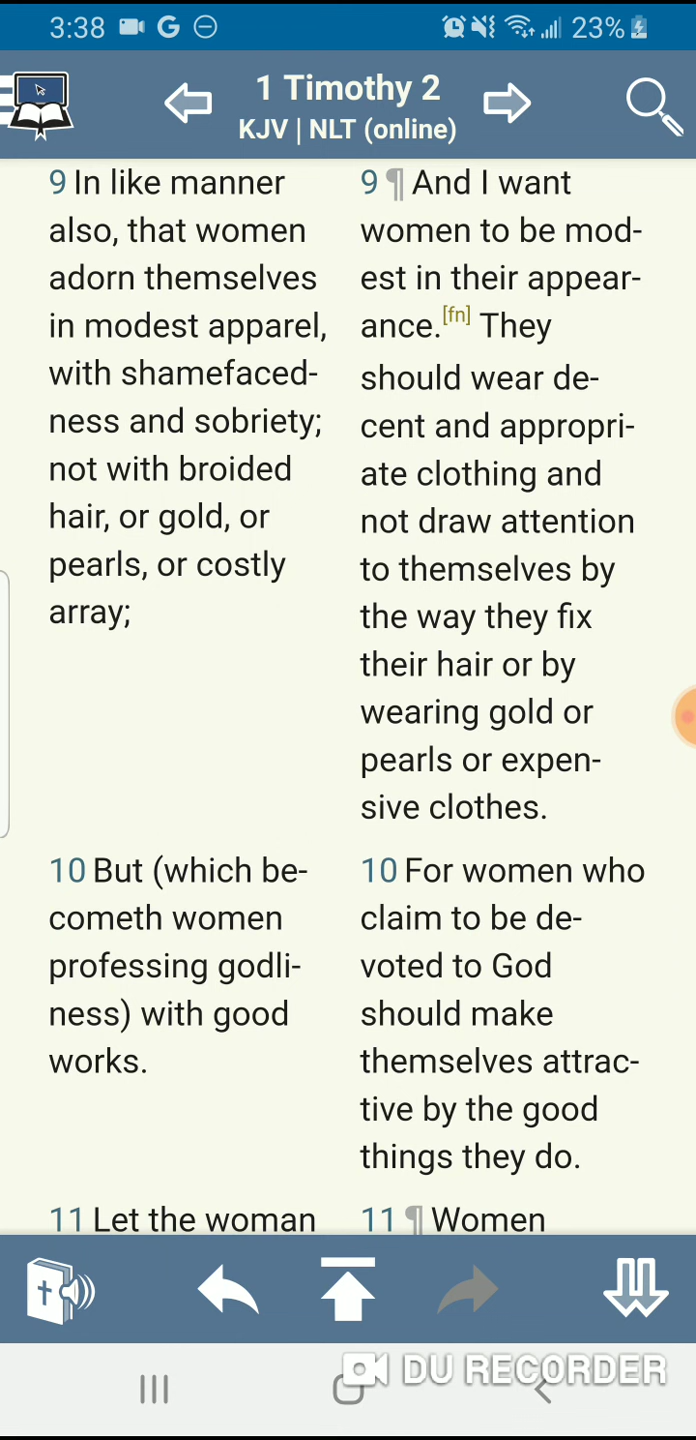 3:38
23%
1 Timothy 2
KJV | NLT (online)
9 In like manner
also, that women
adorn themselves
in modest apparel,
with shamefaced-
ness and sobriety;
not with broided
hair, or gold, or
pearls, or costly
array;
9 ¶ And I want
women to be mod-
est in their appear-
ance.[fn] They
should wear de-
cent and appropri-
ate clothing and
not draw attention
to themselves by
the way they fix
their hair or by
wearing gold or
pearls or expen-
sive clothes.
10 But (which be-
cometh women
professing godli-
ness) with good
works.
10 For women who
claim to be de-
voted to God
should make
themselves attrac-
tive by the good
things they do.
11 Let the woman
11 ¶ Women
DU RECORDER